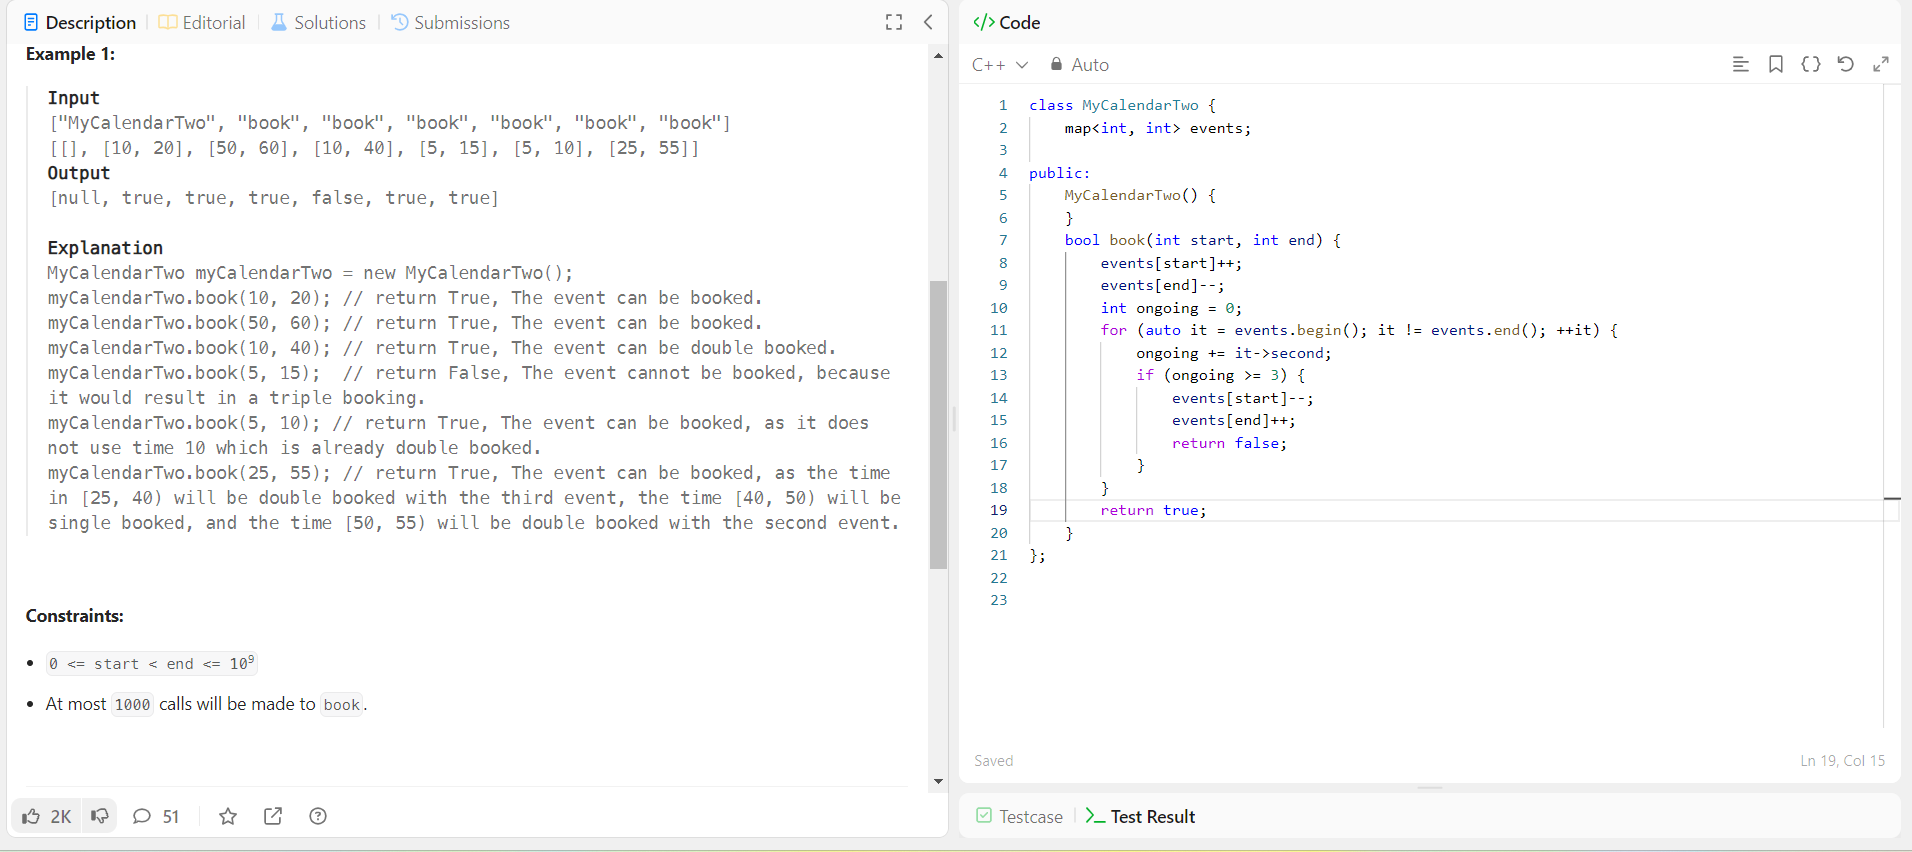 Description
Editorial
Solutions
Submissions
Example 1:
Input
["MyCalendarTwo", "book", "book", "book", "book", "book", "book"]
[[], [10, 20], [50, 60], [10, 40], [5, 15], [5, 10], [25, 55]]
Output
[null, true, true, true, false, true, true]
Explanation
MyCalendarTwo myCalendarTwo = new MyCalendarTwo();
myCalendarTwo.book(10, 20); // return True, The event can be booked.
myCalendarTwo.book(50, 60); // return True, The event can be booked.
myCalendarTwo.book(10, 40); // return True, The event can be double booked.
myCalendarTwo.book(5, 15);  // return False, The event cannot be booked, because
it would result in a triple booking.
myCalendarTwo.book(5, 10); // return True, The event can be booked, as it does
not use time 10 which is already double booked.
myCalendarTwo.book(25, 55); // return True, The event can be booked, as the time
in [25, 40) will be double booked with the third event, the time [40, 50) will be
single booked, and the time [50, 55) will be double booked with the second event.
Constraints:
• 0 <= start < end <= 10⁹
• At most 1000 calls will be made to book.
2K
51
</> Code
C++
Auto
1 class MyCalendarTwo {
2     map<int, int> events;
3
4 public:
5     MyCalendarTwo() {
6     }
7     bool book(int start, int end) {
8         events[start]++;
9         events[end]--;
10         int ongoing = 0;
11         for (auto it = events.begin(); it != events.end(); ++it) {
12             ongoing += it->second;
13             if (ongoing >= 3) {
14                 events[start]--;
15                 events[end]++;
16                 return false;
17             }
18         }
19         return true;
20     }
21 };
22
23
Saved
Ln 19, Col 15
Testcase
Test Result